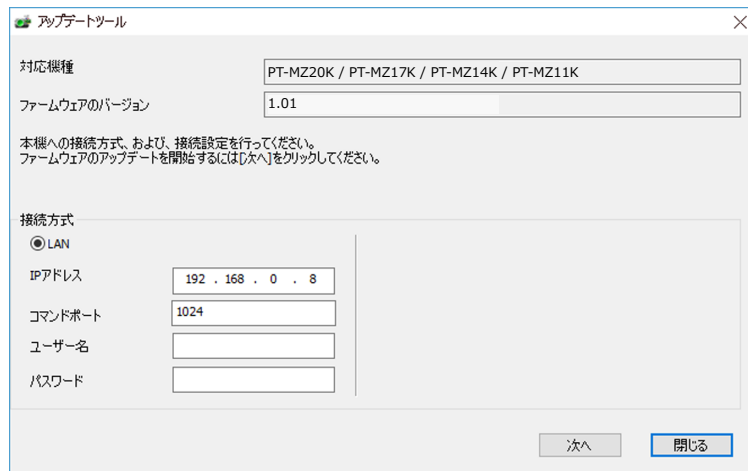 アップデートツール
対応機種
PT-MZ20K / PT-MZ17K / PT-MZ14K / PT-MZ11K
ファームウェアのバージョン
1.01
本機への接続方式、および、接続設定を行ってください。
ファームウェアのアップデートを開始するには[次へ]をクリックしてください。
接続方式
LAN
IPアドレス
192 . 168 . 0 . 8
コマンドポート
1024
ユーザー名
パスワード
次へ
閉じる